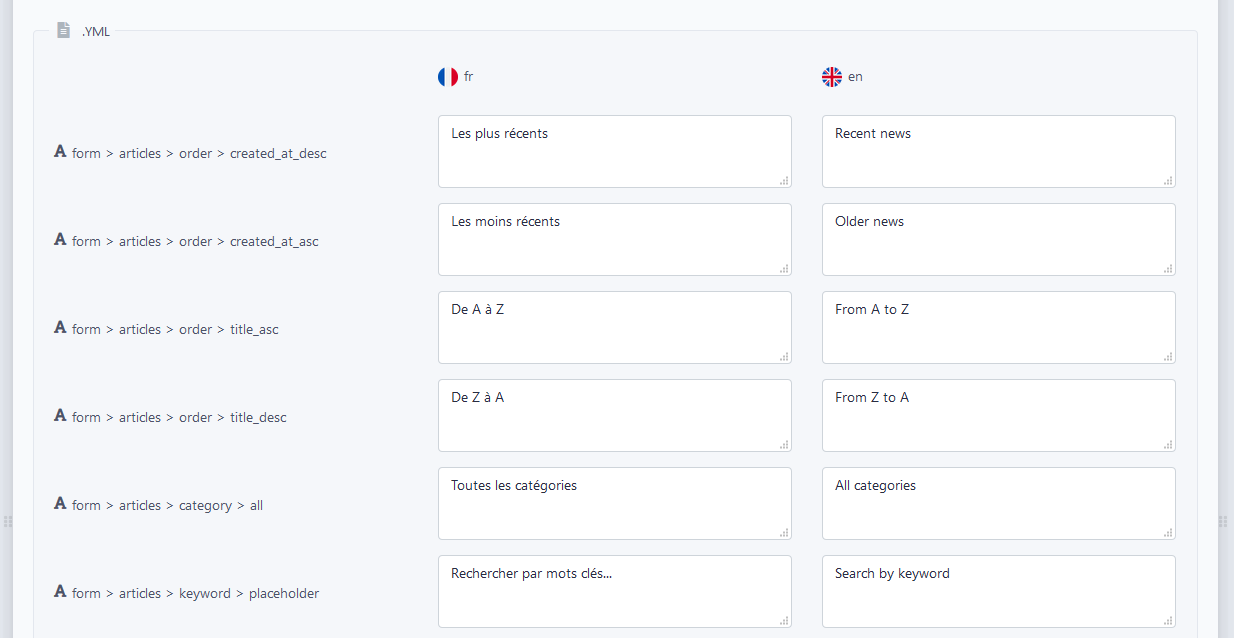 .YML
fr en
A form > articles > order > created_at_desc Les plus récents Recent news
A form > articles > order > created_at_asc Les moins récents Older news
A form > articles > order > title_asc De A à Z From A to Z
A form > articles > order > title_desc De Z à A From Z to A
A form > articles > category > all Toutes les catégories All categories
A form > articles > keyword > placeholder Rechercher par mots clés... Search by keyword